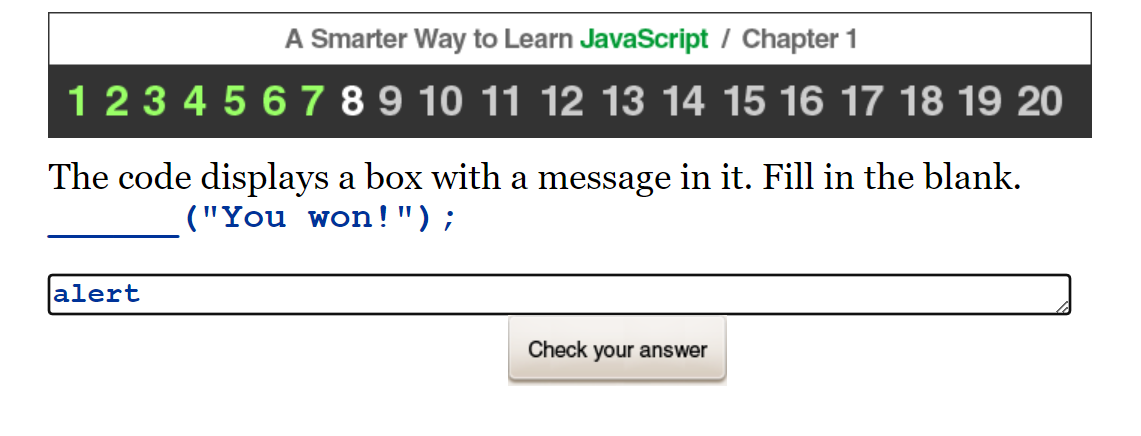 A Smarter Way to Learn JavaScript / Chapter 1
1 2 3 4 5 6 7 8 9 10 11 12 13 14 15 16 17 18 19 20
The code displays a box with a message in it. Fill in the blank.
______("You won!");
alert
Check your answer